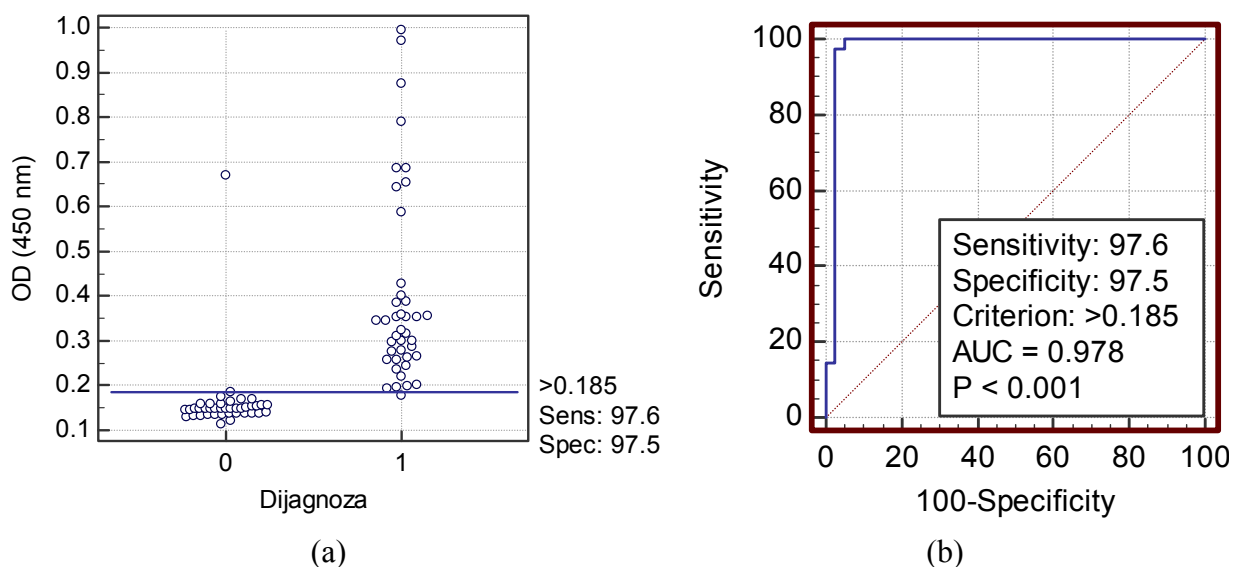 1.0
0.9
0.8
0.7
0.6
0.5
0.4
0.3
0.2
0.1
OD (450 nm)
0
1
Dijagnoza
>0.185
Sens: 97.6
Spec: 97.5
(a)
100
80
60
40
20
0
Sensitivity
Sensitivity: 97.6
Specificity: 97.5
Criterion: >0.185
AUC = 0.978
P < 0.001
0 20 40 60 80 100
100-Specificity
(b)